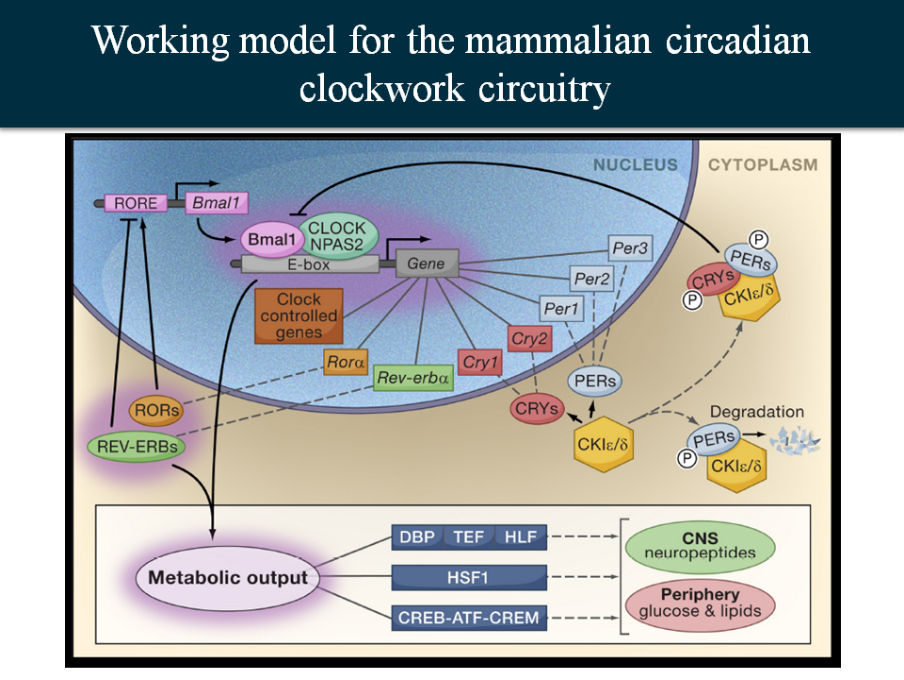 Working model for the mammalian circadian
clockwork circuitry
NUCLEUS
CYTOPLASM
RORE
Bmal1
Bmal1
CLOCK
NPAS2
E-box
Gene
Per3
Per2
Per1
Cry2
Cry1
Rev-erbα
Rorα
Clock
controlled
genes
P
PERs
CRYs
P
CKIε/δ
PERs
CRYs
CKIε/δ
Degradation
PERs
P
CKIε/δ
RORs
REV-ERBs
Metabolic output
DBP TEF HLF
HSF1
CREB-ATF-CREM
CNS
neuropeptides
Periphery
glucose & lipids